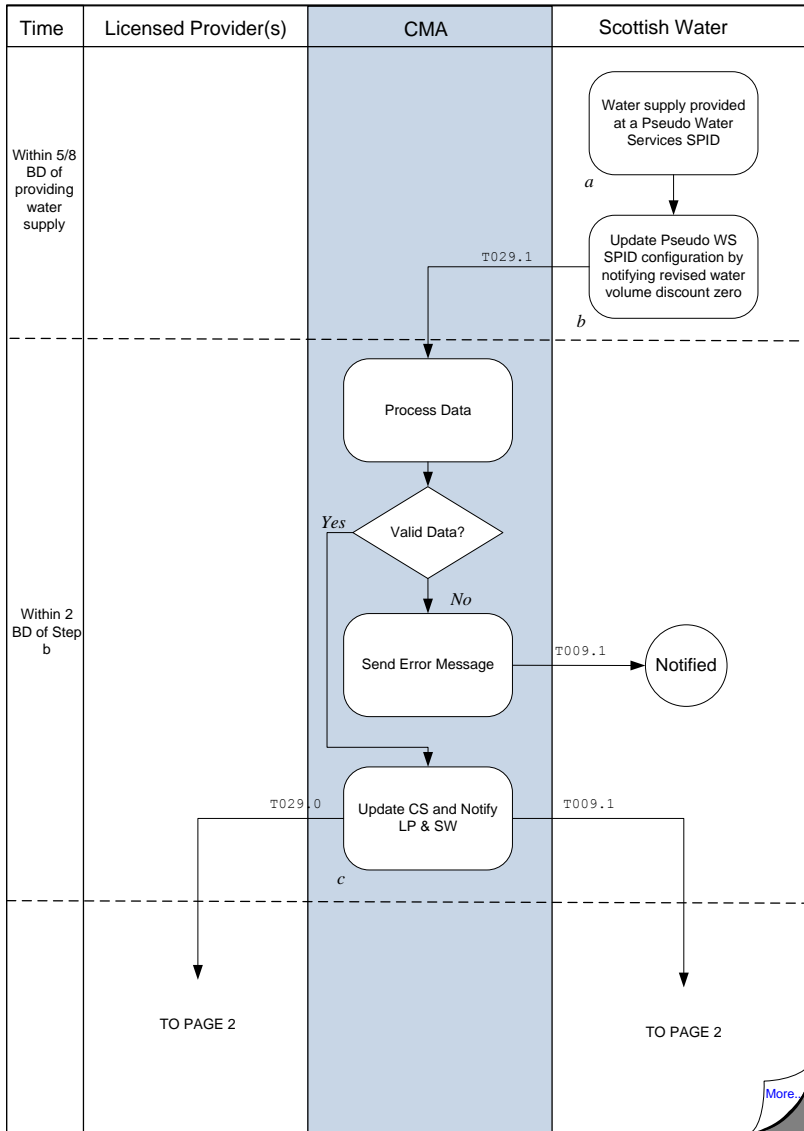 Time
Licensed Provider(s)
CMA
Scottish Water
Within 5/8
BD of
providing
water
supply
Water supply provided
at a Pseudo Water
Services SPID
a
Update Pseudo WS
SPID configuration by
notifying revised water
volume discount zero
b
T029.1
Within 2
BD of Step
b
Process Data
Valid Data?
Yes
No
Send Error Message
T009.1
Notified
Update CS and Notify
LP & SW
c
T029.0
T009.1
TO PAGE 2
TO PAGE 2
More..